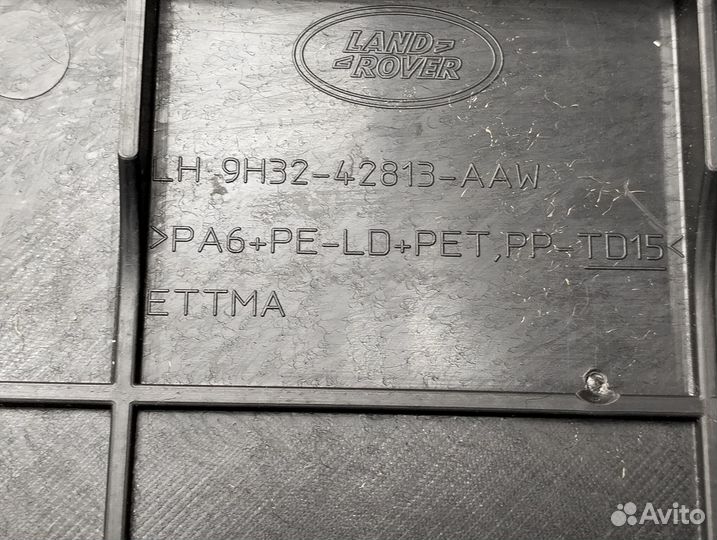 LAND
ROVER
LH 9H32-42813-AAW
>PA6+PE-LD+PET,PP-TD15<
ETTMA
Avito